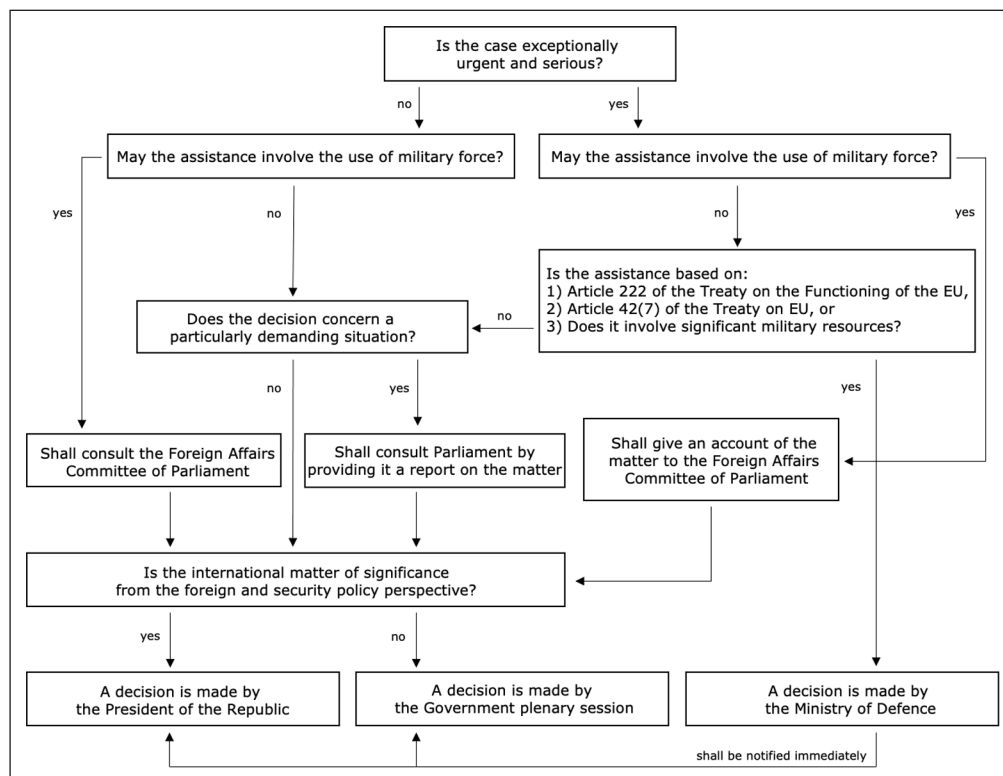 Is the case exceptionally
urgent and serious?
no
yes
May the assistance involve the use of military force?
May the assistance involve the use of military force?
yes
no
no
yes
Is the assistance based on:
1) Article 222 of the Treaty on the Functioning of the EU,
2) Article 42(7) of the Treaty on EU, or
3) Does it involve significant military resources?
Does the decision concern a
particularly demanding situation?
no
no
yes
yes
Shall consult the Foreign Affairs
Committee of Parliament
Shall consult Parliament by
providing it a report on the matter
Shall give an account of the
matter to the Foreign Affairs
Committee of Parliament
Is the international matter of significance
from the foreign and security policy perspective?
yes
no
A decision is made by
the President of the Republic
A decision is made by
the Government plenary session
A decision is made by
the Ministry of Defence
shall be notified immediately